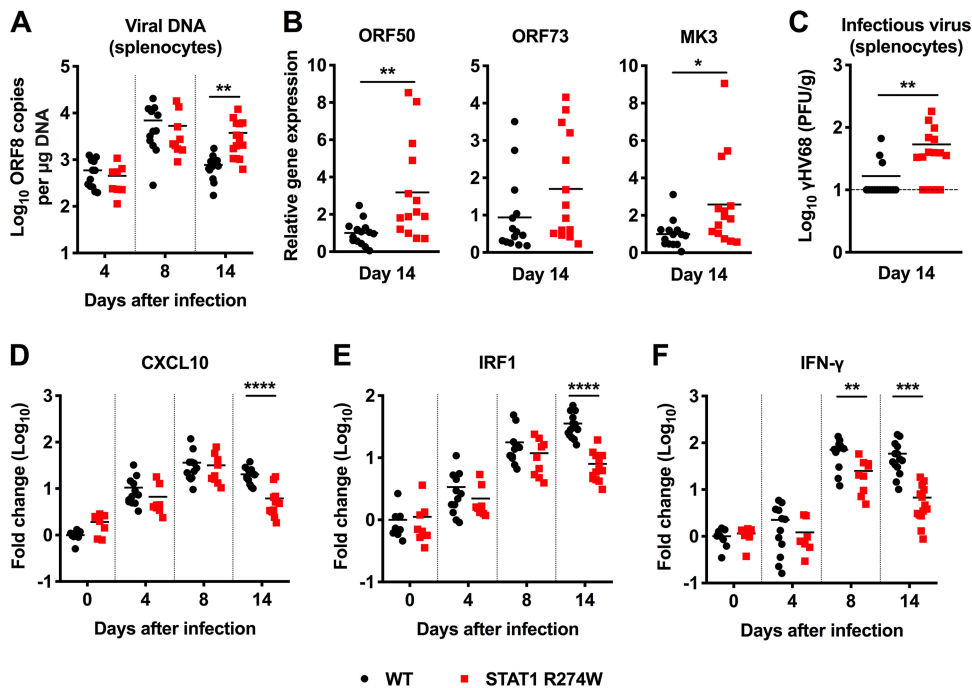 A
Viral DNA
(splenocytes)
Log10 ORF8 copies
per µg DNA
5
4
3
2
1
**
4
8
14
Days after infection
B
ORF50
Relative gene expression
10
8
6
4
2
0
**
Day 14
ORF73
5
4
3
2
1
0
Day 14
MK3
10
8
6
4
2
0
*
Day 14
C
Infectious virus
(splenocytes)
Log10 γHV68 (PFU/g)
3
2
1
0
**
Day 14
D
CXCL10
Fold change (Log10)
3
2
1
0
-1
****
0
4
8
14
Days after infection
E
IRF1
Fold change (Log10)
2
1
0
-1
****
0
4
8
14
Days after infection
F
IFN-γ
Fold change (Log10)
3
2
1
0
-1
**
***
0
4
8
14
Days after infection
WT
STAT1 R274W